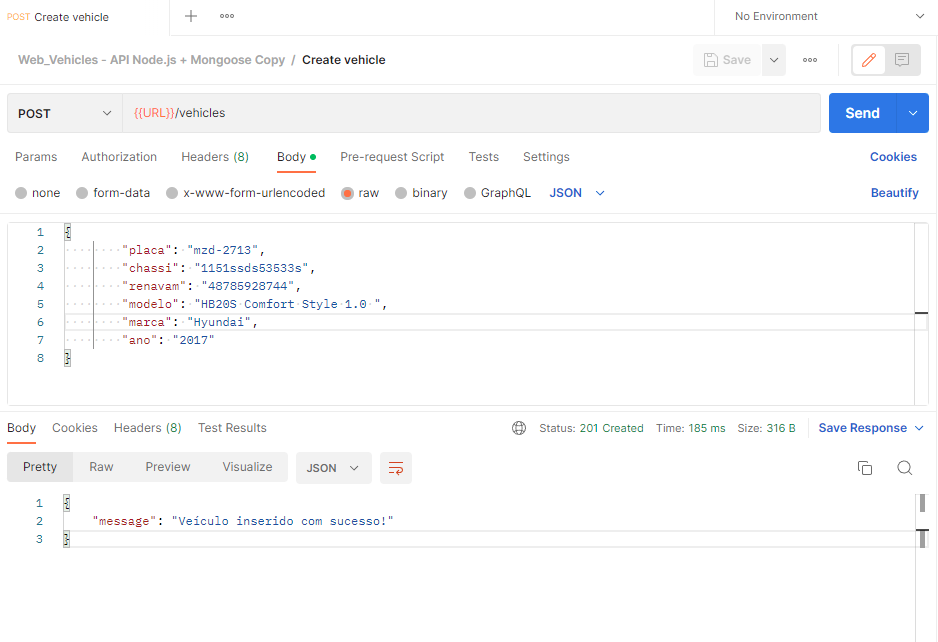 POST Create vehicle
No Environment
Web_Vehicles - API Node.js + Mongoose Copy / Create vehicle
Save
POST
{{URL}}/vehicles
Send
Params Authorization Headers (8) Body Pre-request Script Tests Settings Cookies
none form-data x-www-form-urlencoded raw binary GraphQL JSON Beautify
1 {
2 "placa": "mzd-2713",
3 "chassi": "1151ssds53533s",
4 "renavam": "48785928744",
5 "modelo": "HB20S Comfort Style 1.0 ",
6 "marca": "Hyundai",
7 "ano": "2017"
8 }
Body Cookies Headers (8) Test Results Status: 201 Created Time: 185 ms Size: 316 B Save Response
Pretty Raw Preview Visualize JSON
1 {
2 "message": "Veículo inserido com sucesso!"
3 }